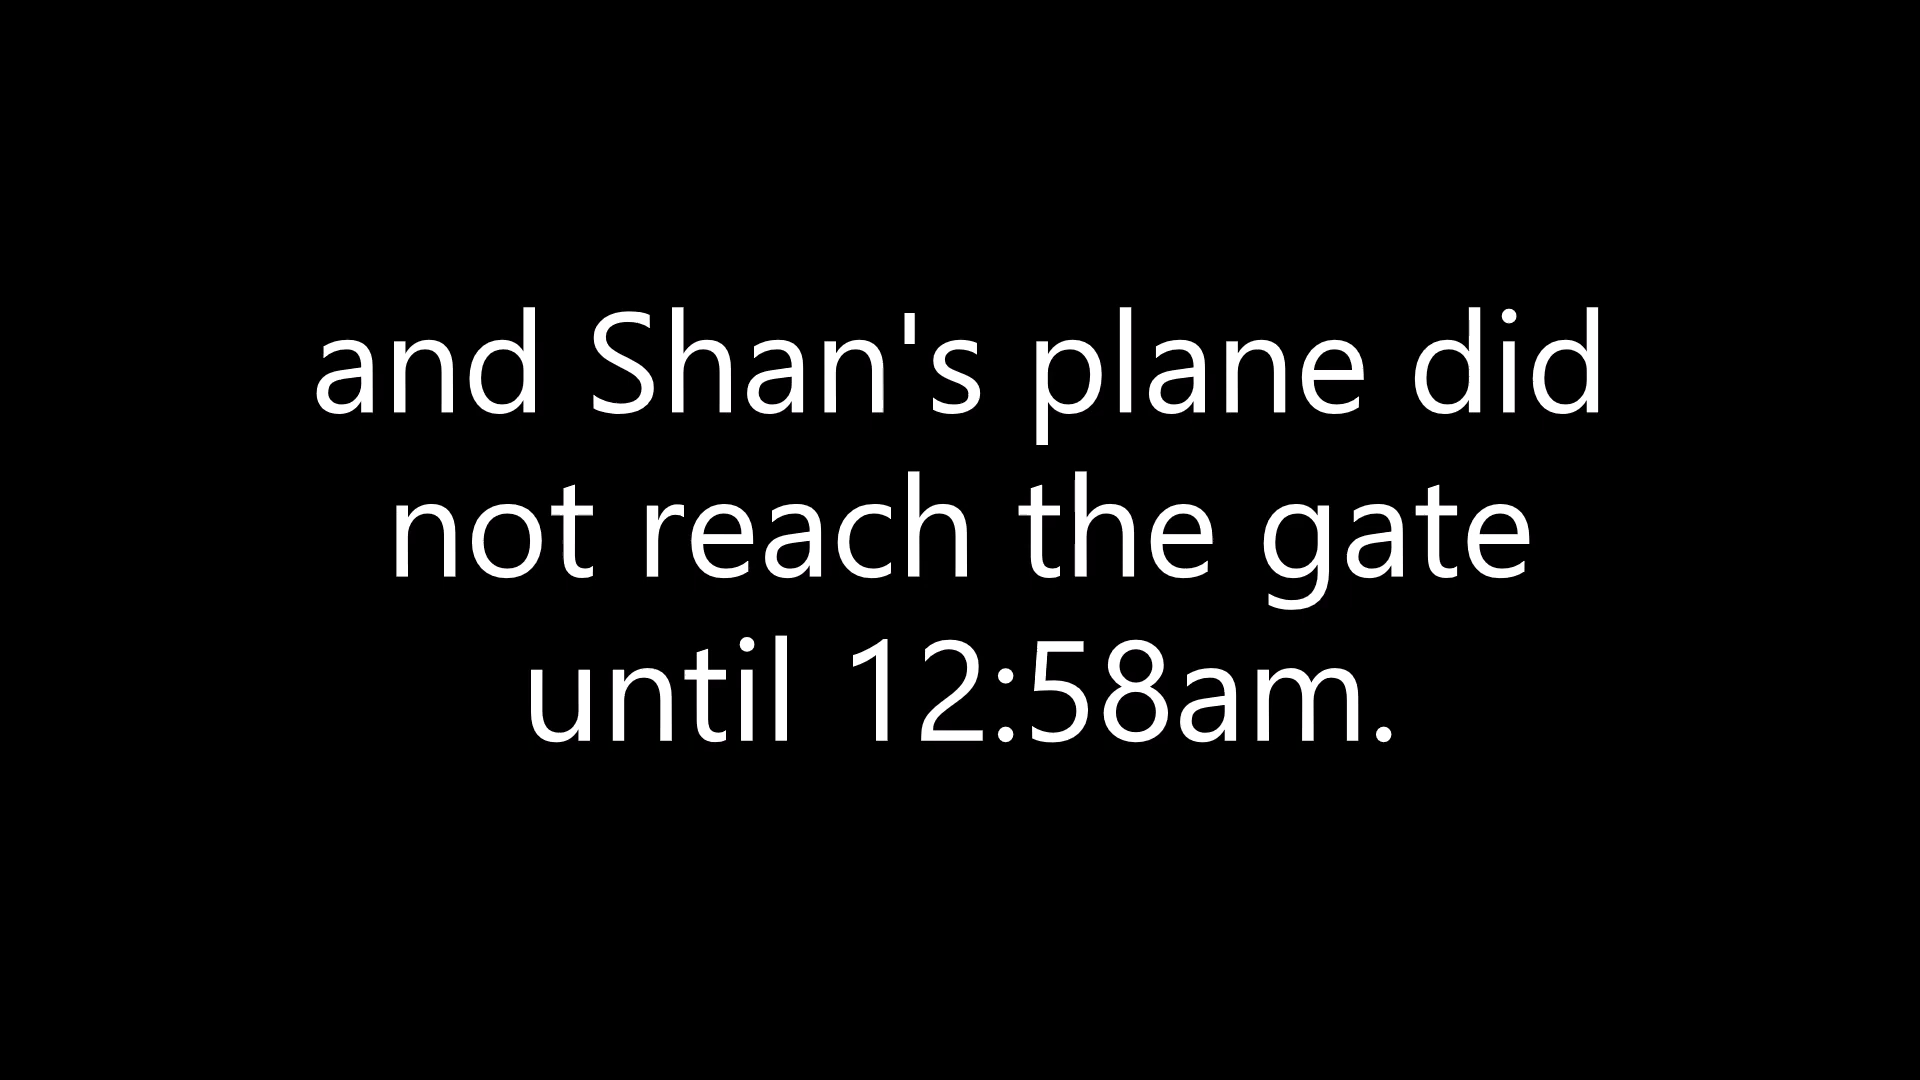 and Shan's plane did
not reach the gate
until 12:58am.